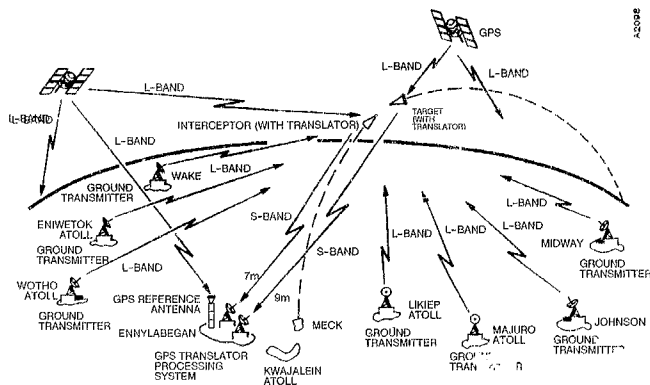 A2098
GPS
L-BAND
L-BAND
L-BAND
L-BAND
L-BAND
INTERCEPTOR (WITH TRANSLATOR)
TARGET
(WITH
TRANSLATOR)
L-BAND
WAKE
GROUND
TRANSMITTER
ENIWETOK
ATOLL
GROUND
TRANSMITTER
S-BAND
S-BAND
L-BAND
L-BAND
L-BAND
L-BAND
L-BAND
MIDWAY
GROUND
TRANSMITTER
WOTHO
ATOLL
GROUND
TRANSMITTER
7m
9m
GPS REFERENCE
ANTENNA
ENNYLABEGAN
GPS TRANSLATOR
PROCESSING
SYSTEM
MECK
KWAJALEIN
ATOLL
LIKIEP
ATOLL
GROUND
TRANSMITTER
MAJURO
ATOLL
JOHNSON
GROUND
TRANSMITTER